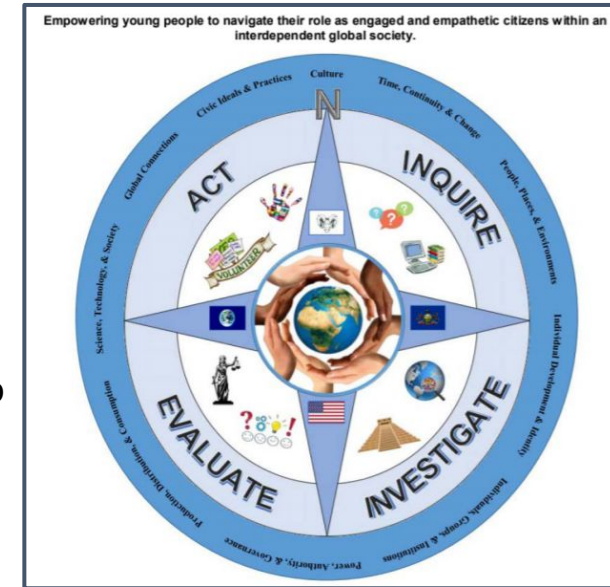 Empowering young people to navigate their role as engaged and empathetic citizens within an
interdependent global society.
Culture
Time, Continuity & Change
People, Places, & Environments
Individual Development & Identity
Individuals, Groups, & Institutions
Power, Authority, & Governance
Production, Distribution, & Consumption
Science, Technology, & Society
Global Connections
Civic Ideals & Practices
N
ACT
INQUIRE
INVESTIGATE
EVALUATE
VOLUNTEER